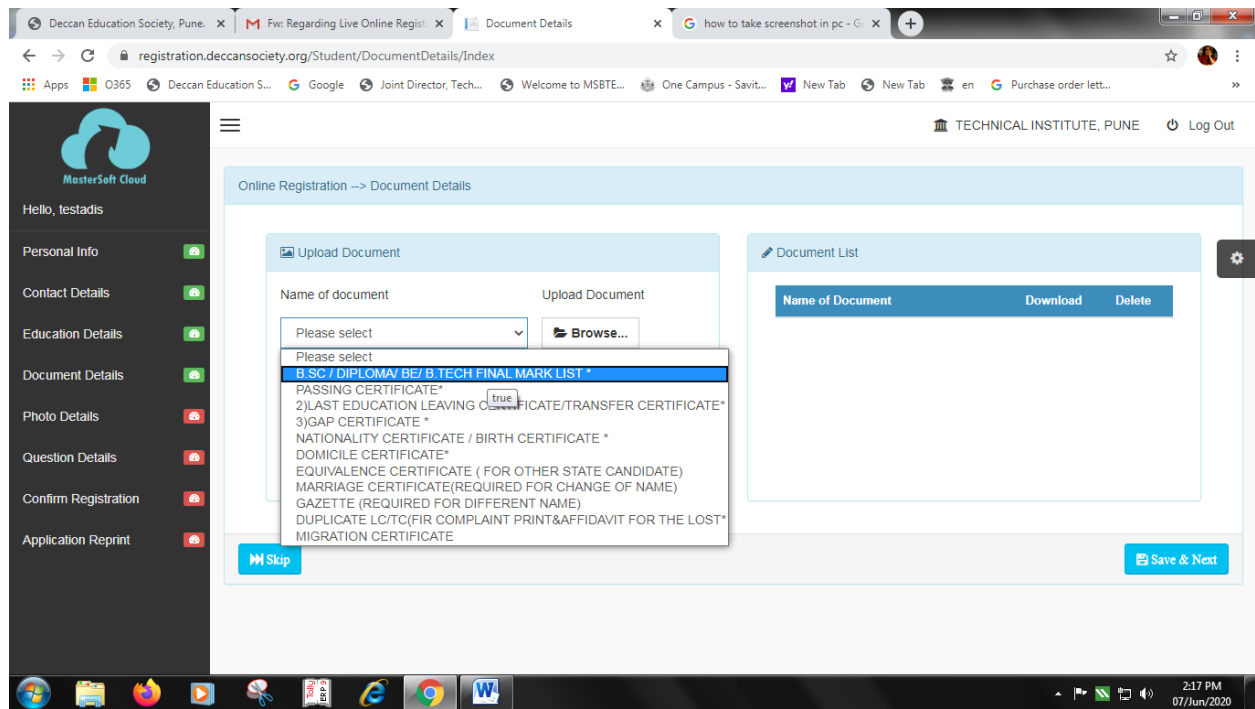 Deccan Education Society, Pune.
Fw: Regarding Live Online Regist
Document Details
how to take screenshot in pc - G
registration.deccansociety.org/Student/DocumentDetails/Index
Apps
O365
Deccan Education S...
Google
Joint Director, Tech...
Welcome to MSBTE...
One Campus - Savit...
New Tab
New Tab
en
Purchase order lett...
»
MasterSoft Cloud
TECHNICAL INSTITUTE, PUNE
Log Out
Hello, testadis
Personal Info
Contact Details
Education Details
Document Details
Photo Details
Question Details
Confirm Registration
Application Reprint
Online Registration --> Document Details
Upload Document
Name of document
Upload Document
Please select
Browse...
Please select
B.SC / DIPLOMA/ BE/ B.TECH FINAL MARK LIST *
PASSING CERTIFICATE*
true
2)LAST EDUCATION LEAVING CERTIFICATE/TRANSFER CERTIFICATE*
3)GAP CERTIFICATE *
NATIONALITY CERTIFICATE / BIRTH CERTIFICATE *
DOMICILE CERTIFICATE*
EQUIVALENCE CERTIFICATE ( FOR OTHER STATE CANDIDATE)
MARRIAGE CERTIFICATE(REQUIRED FOR CHANGE OF NAME)
GAZETTE (REQUIRED FOR DIFFERENT NAME)
DUPLICATE LC/TC(FIR COMPLAINT PRINT&AFFIDAVIT FOR THE LOST*
MIGRATION CERTIFICATE
Document List
Name of Document Download Delete
Skip
Save & Next
Tally ERP 9
2:17 PM
07/Jun/2020